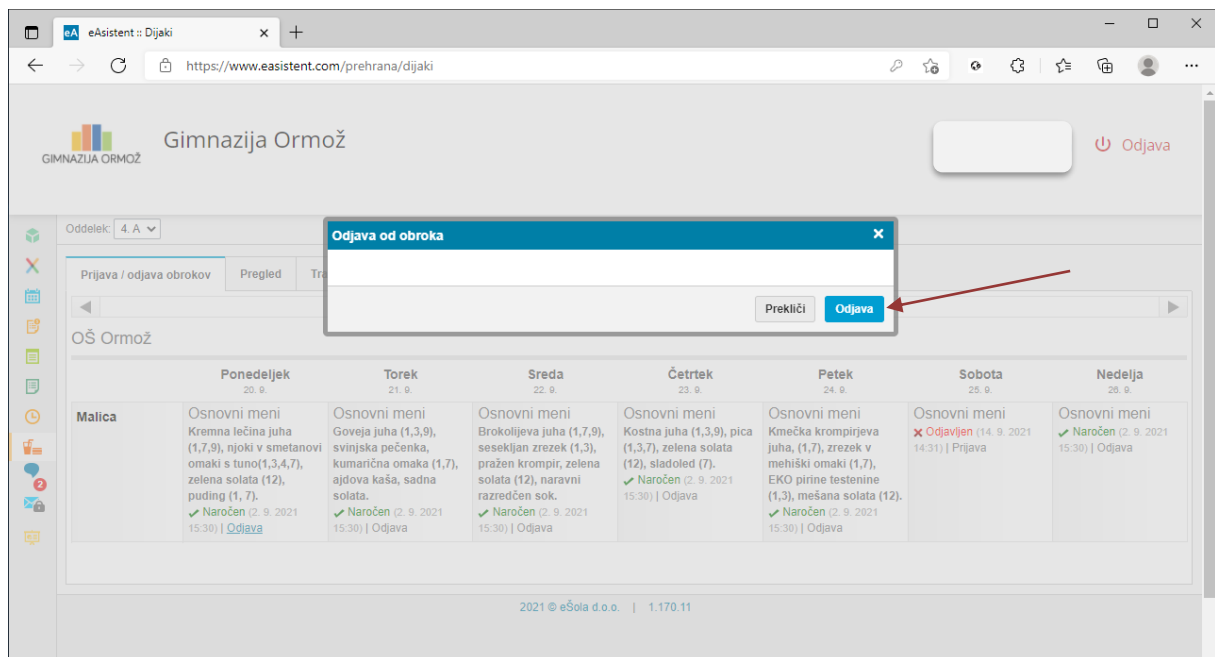 eA eAsistent :: Dijaki
https://www.easistent.com/prehrana/dijaki
GIMNAZIJA ORMOŽ
Gimnazija Ormož
Odjava
Oddelek: 4. A
Odjava od obroka
Prijava / odjava obrokov Pregled Tra
Prekliči Odjava
OŠ Ormož
Ponedeljek Torek Sreda Četrtek Petek Sobota Nedelja
20. 9. 21. 9. 22. 9. 23. 9. 24. 9. 25. 9. 26. 9.
Malica
Osnovni meni
Kremna lečina juha
(1,7,9), njoki v smetanovi
omaki s tuno(1,3,4,7),
zelena solata (12),
puding (1, 7).
Naročen (2. 9. 2021
15:30) | Odjava
Osnovni meni
Goveja juha (1,3,9),
svinjska pečenka,
kumarična omaka (1,7),
ajdova kaša, sadna
solata.
Naročen (2. 9. 2021
15:30) | Odjava
Osnovni meni
Brokolijeva juha (1,7,9),
sesekljan zrezek (1,3),
pražen krompir, zelena
solata (12), naravni
razredčen sok.
Naročen (2. 9. 2021
15:30) | Odjava
Osnovni meni
Kostna juha (1,3,9), pica
(1,3,7), zelena solata
(12), sladoled (7).
Naročen (2. 9. 2021
15:30) | Odjava
Osnovni meni
Kmečka krompirjeva
juha, (1,7), zrezek v
mehiški omaki (1,7),
EKO pirine testenine
(1,3), mešana solata (12).
Naročen (2. 9. 2021
15:30) | Odjava
Osnovni meni
Odjavljen (14. 9. 2021
14:31) | Prijava
Osnovni meni
Naročen (2. 9. 2021
15:30) | Odjava
2
2021 © eŠola d.o.o. | 1.170.11